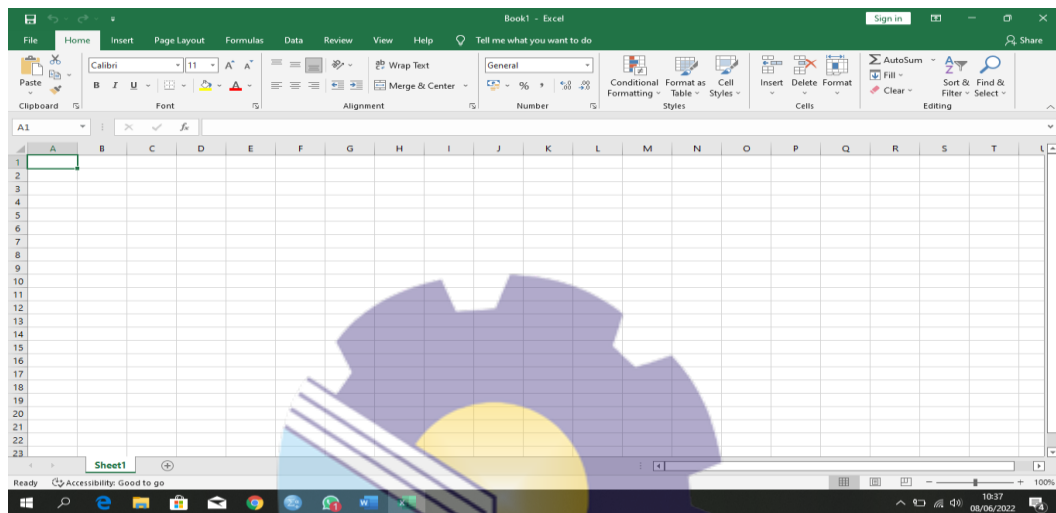 Book1 - Excel
Sign in
File Home Insert Page Layout Formulas Data Review View Help Tell me what you want to do Share
Calibri 11 A^ Aˇ Wrap Text General AutoSum
Paste B I U A Merge & Center % , Conditional Formatting Format as Table Cell Styles Insert Delete Format Fill Sort & Filter Find & Select
Clear
Clipboard Font Alignment Number Styles Cells Editing
A1 fx
A B C D E F G H I J K L M N O P Q R S T U
1
2
3
4
5
6
7
8
9
10
11
12
13
14
15
16
17
18
19
20
21
22
23
Sheet1
Ready Accessibility: Good to go 100%
10:37
08/06/2022